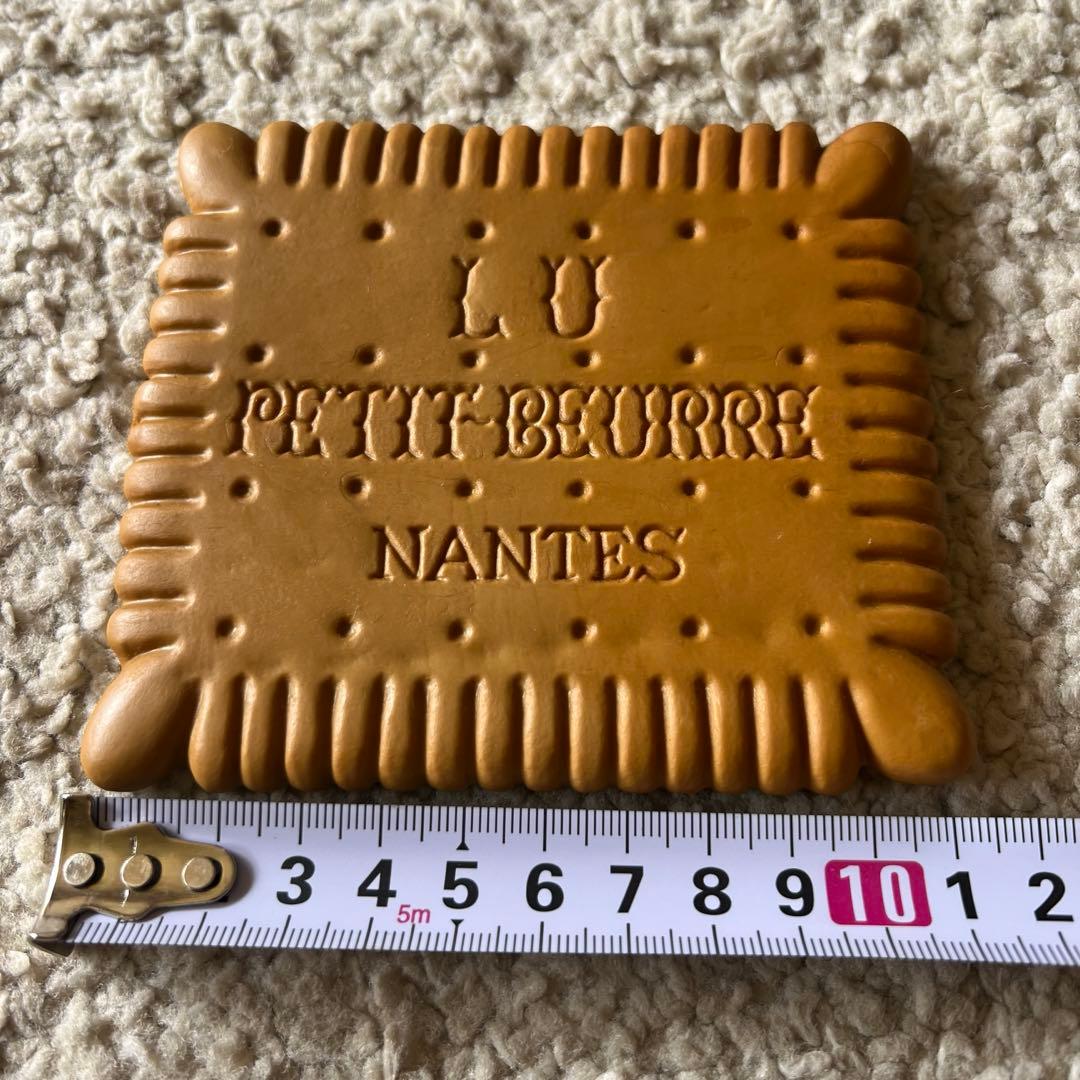 LU
PETIT-BEURRE
NANTES
3 4 5 6 7 8 9 10 1 2
5m